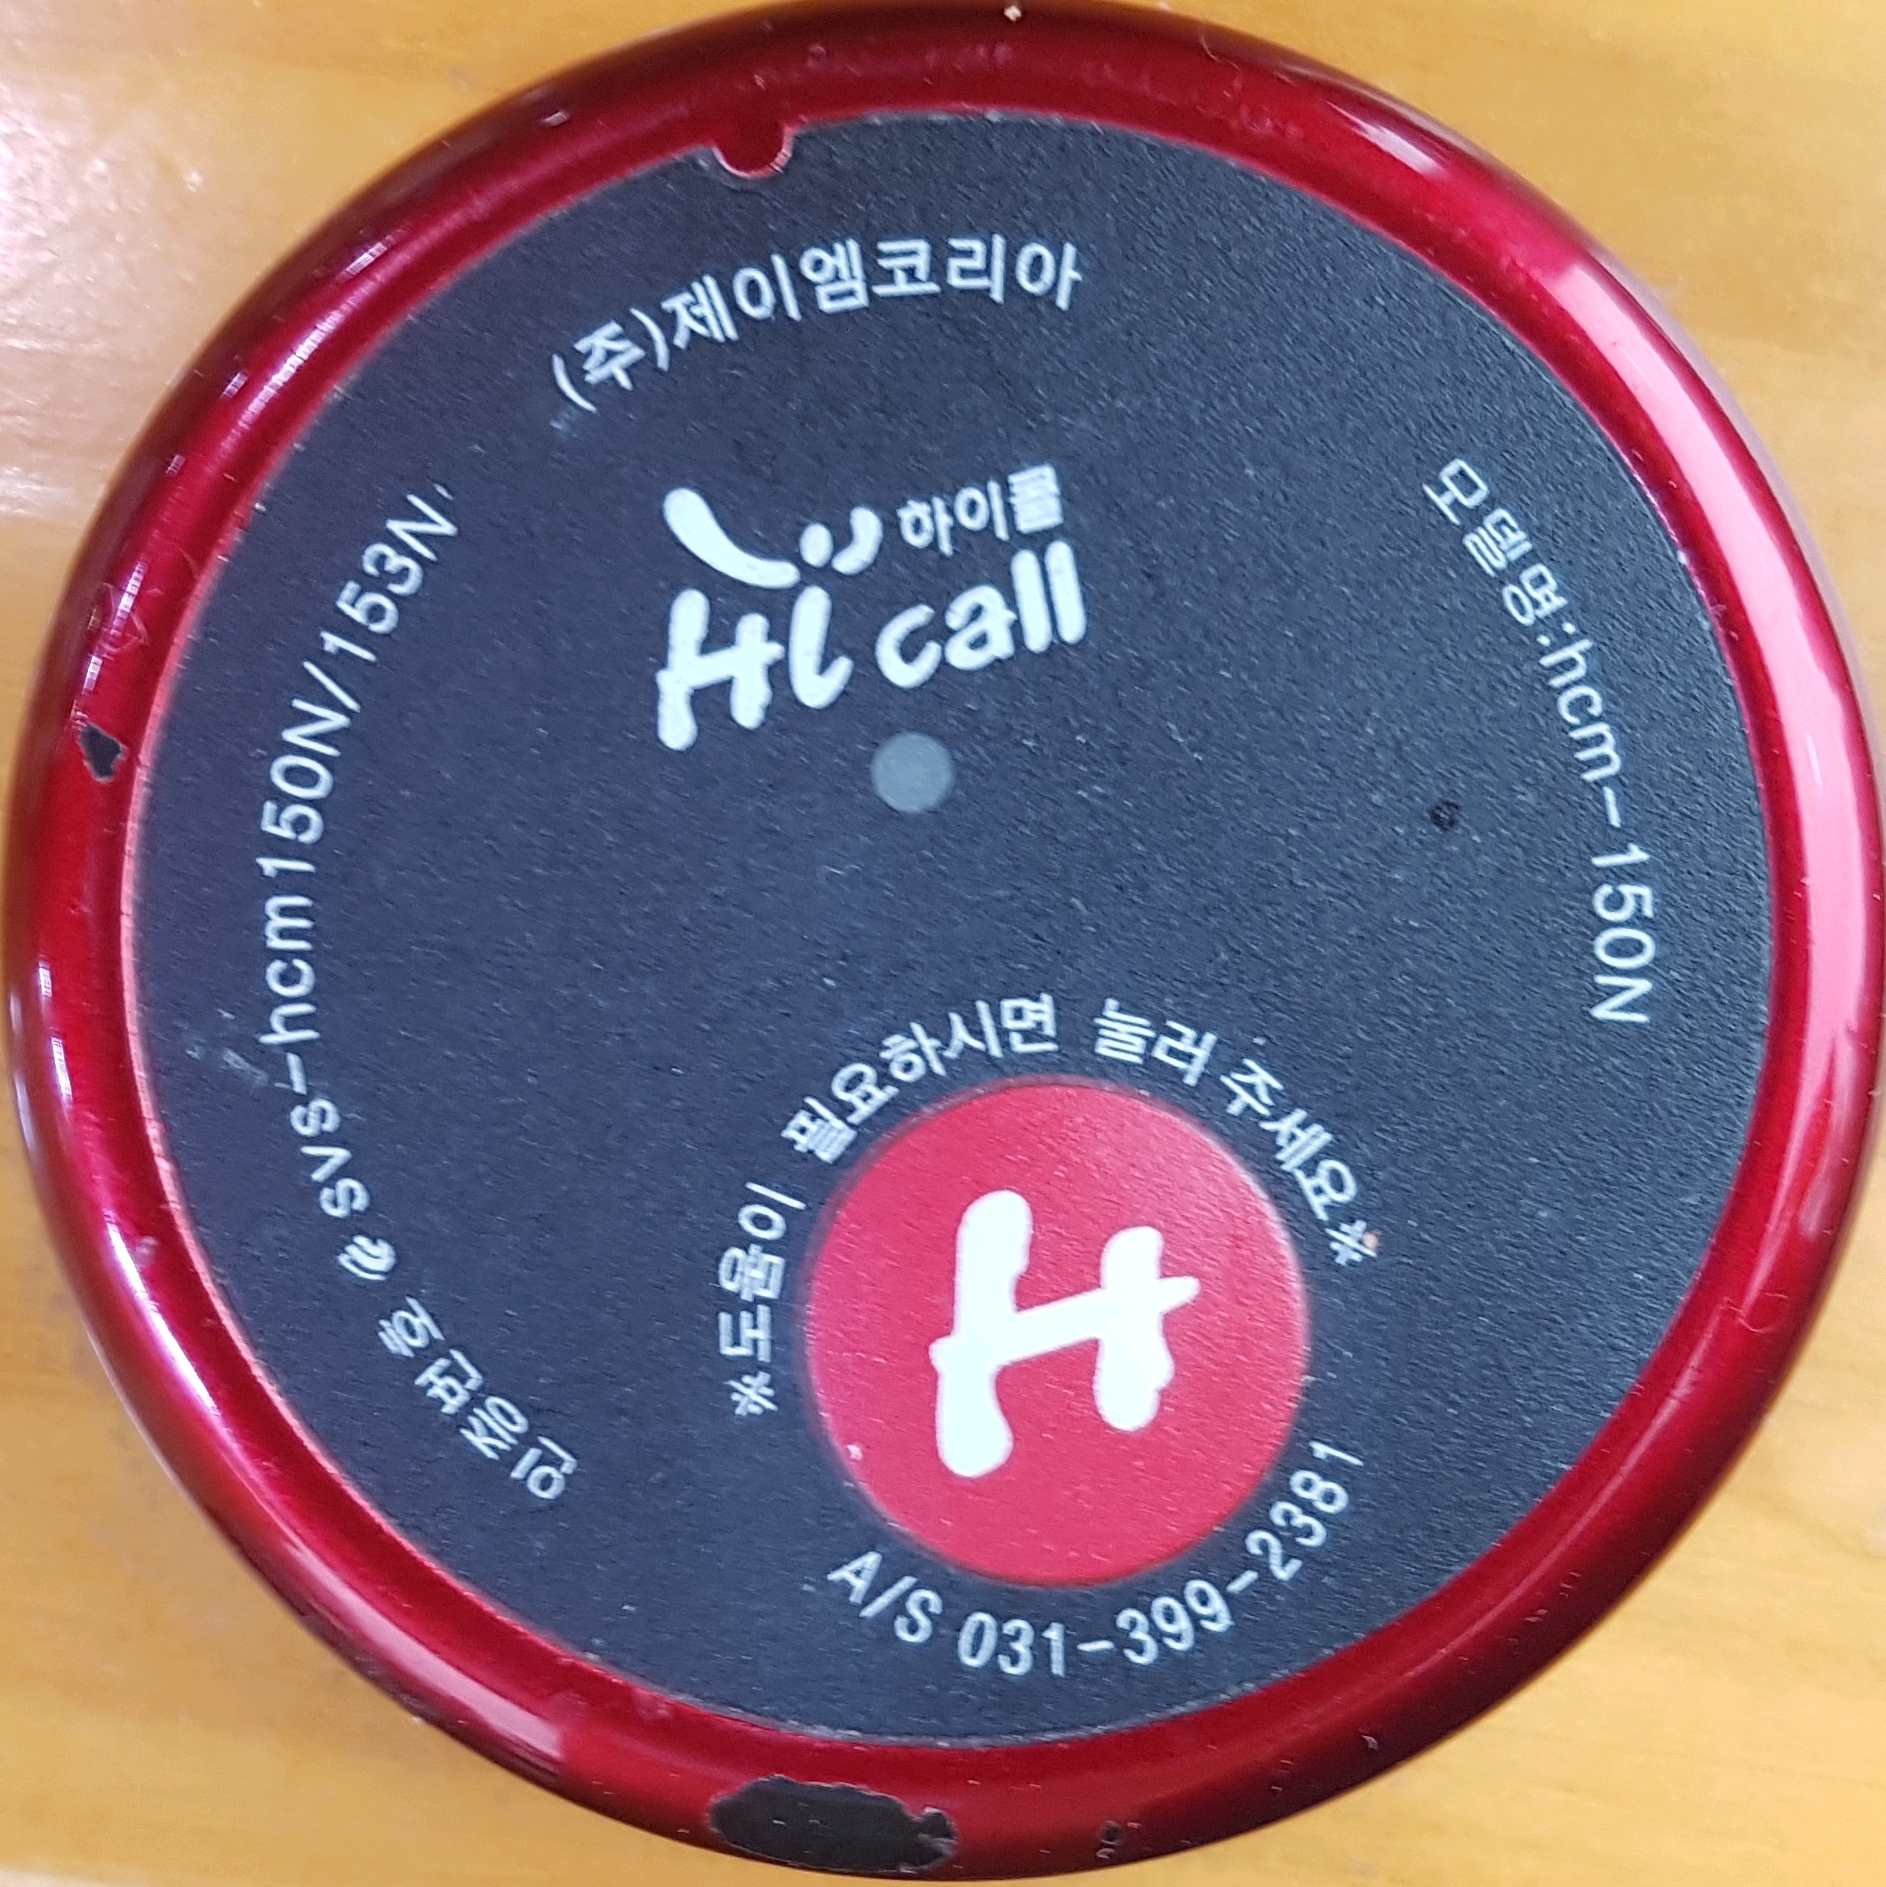 (주)제이엠코리아
하이콜
Hi call
모델명:hcm-150N
인증번호 svs-hcm150N/153N
※도움이 필요하시면 눌러 주세요※
H
A/S 031-399-2381